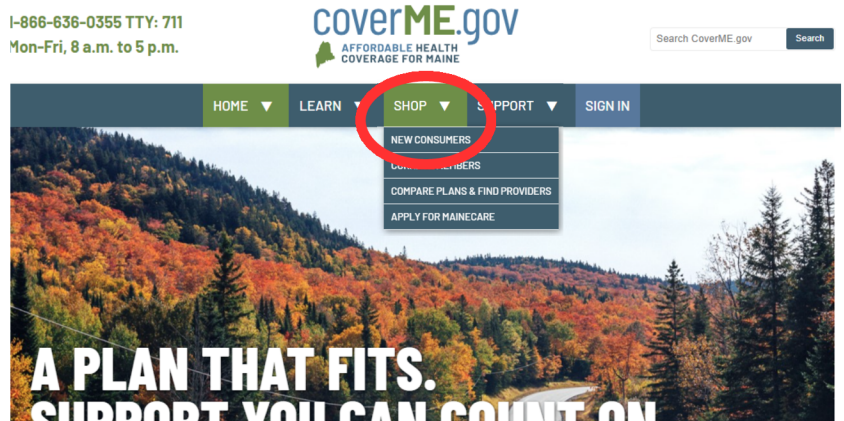 1-866-636-0355 TTY: 711
Mon-Fri, 8 a.m. to 5 p.m.
coverME.gov
AFFORDABLE HEALTH
COVERAGE FOR MAINE
Search CoverME.gov
Search
HOME ▼ LEARN SHOP ▼ SUPPORT ▼ SIGN IN
NEW CONSUMERS
MEMBERS
COMPARE PLANS & FIND PROVIDERS
APPLY FOR MAINECARE
A PLAN THAT FITS.
SUPPORT YOU CAN COUNT ON